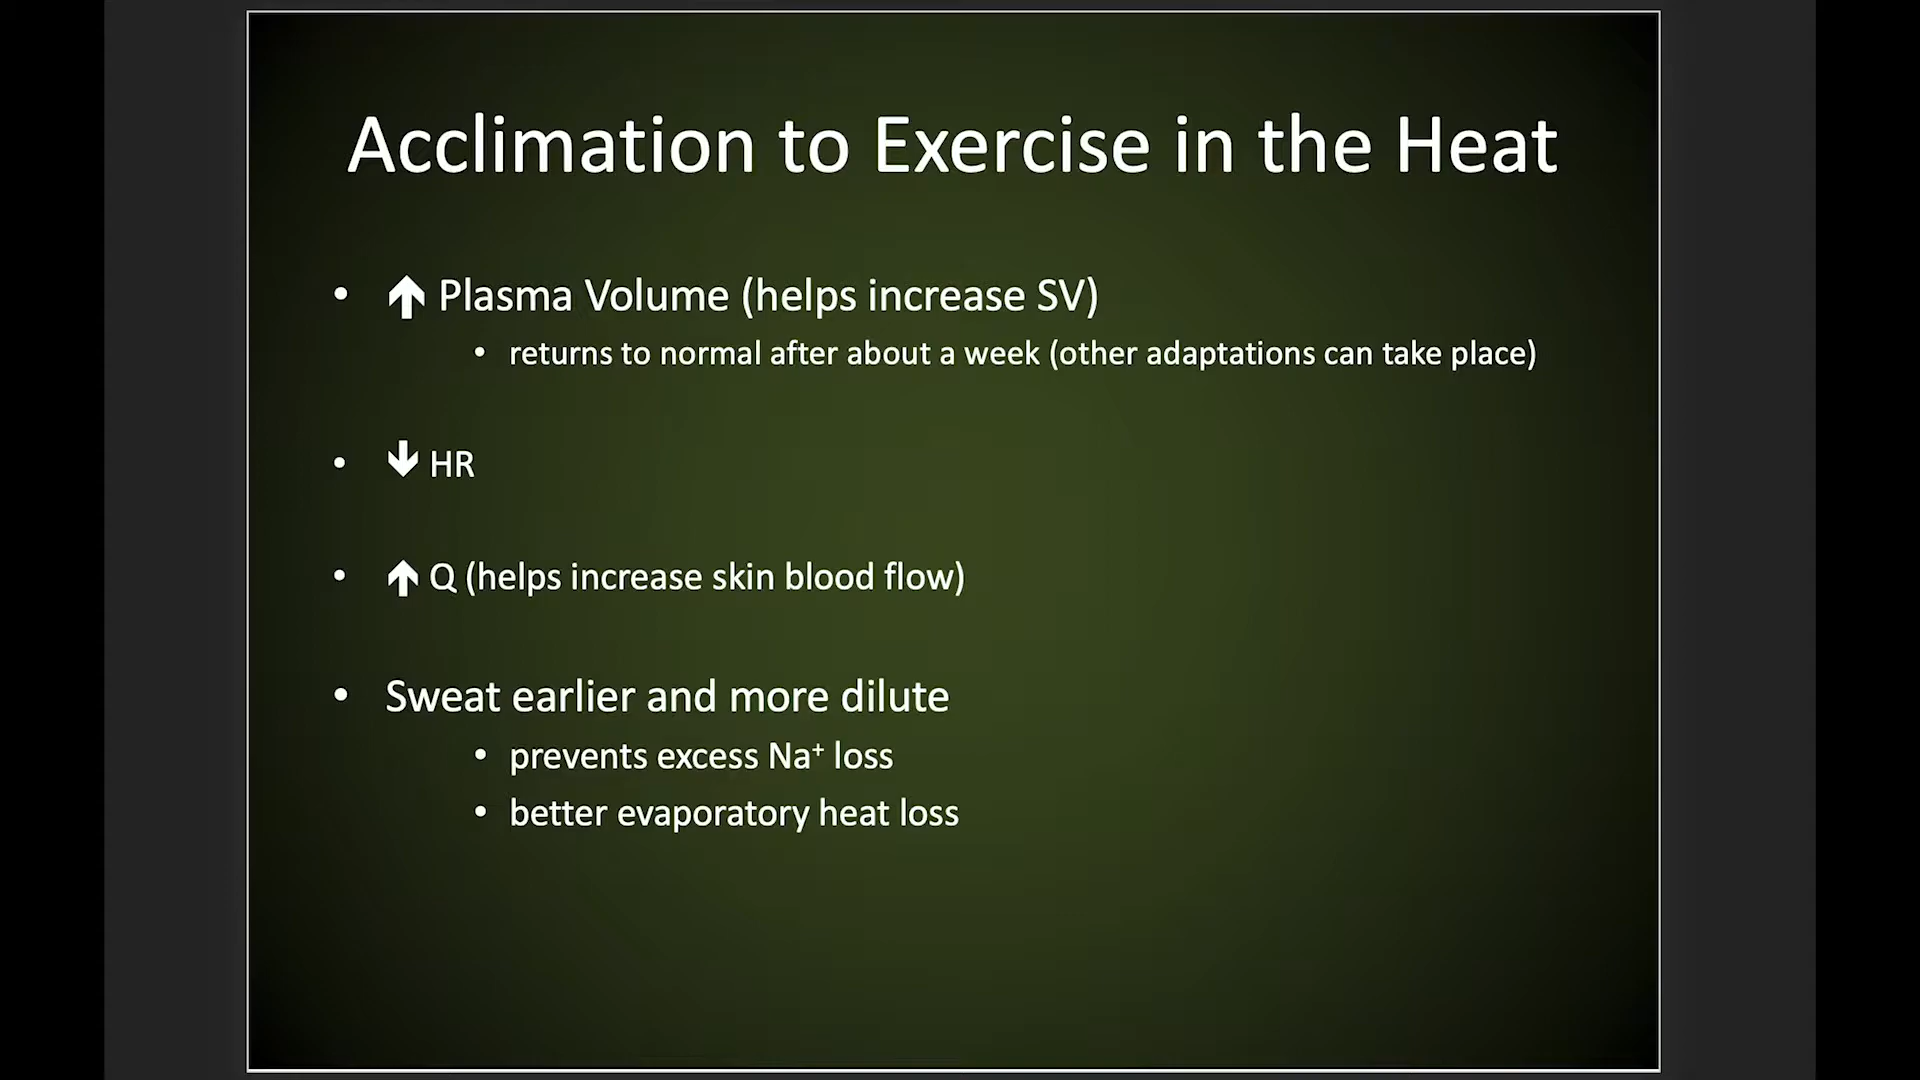 Acclimation to Exercise in the Heat
• ↑ Plasma Volume (helps increase SV)
• returns to normal after about a week (other adaptations can take place)
• ↓ HR
• ↑ Q (helps increase skin blood flow)
• Sweat earlier and more dilute
• prevents excess Na⁺ loss
• better evaporatory heat loss